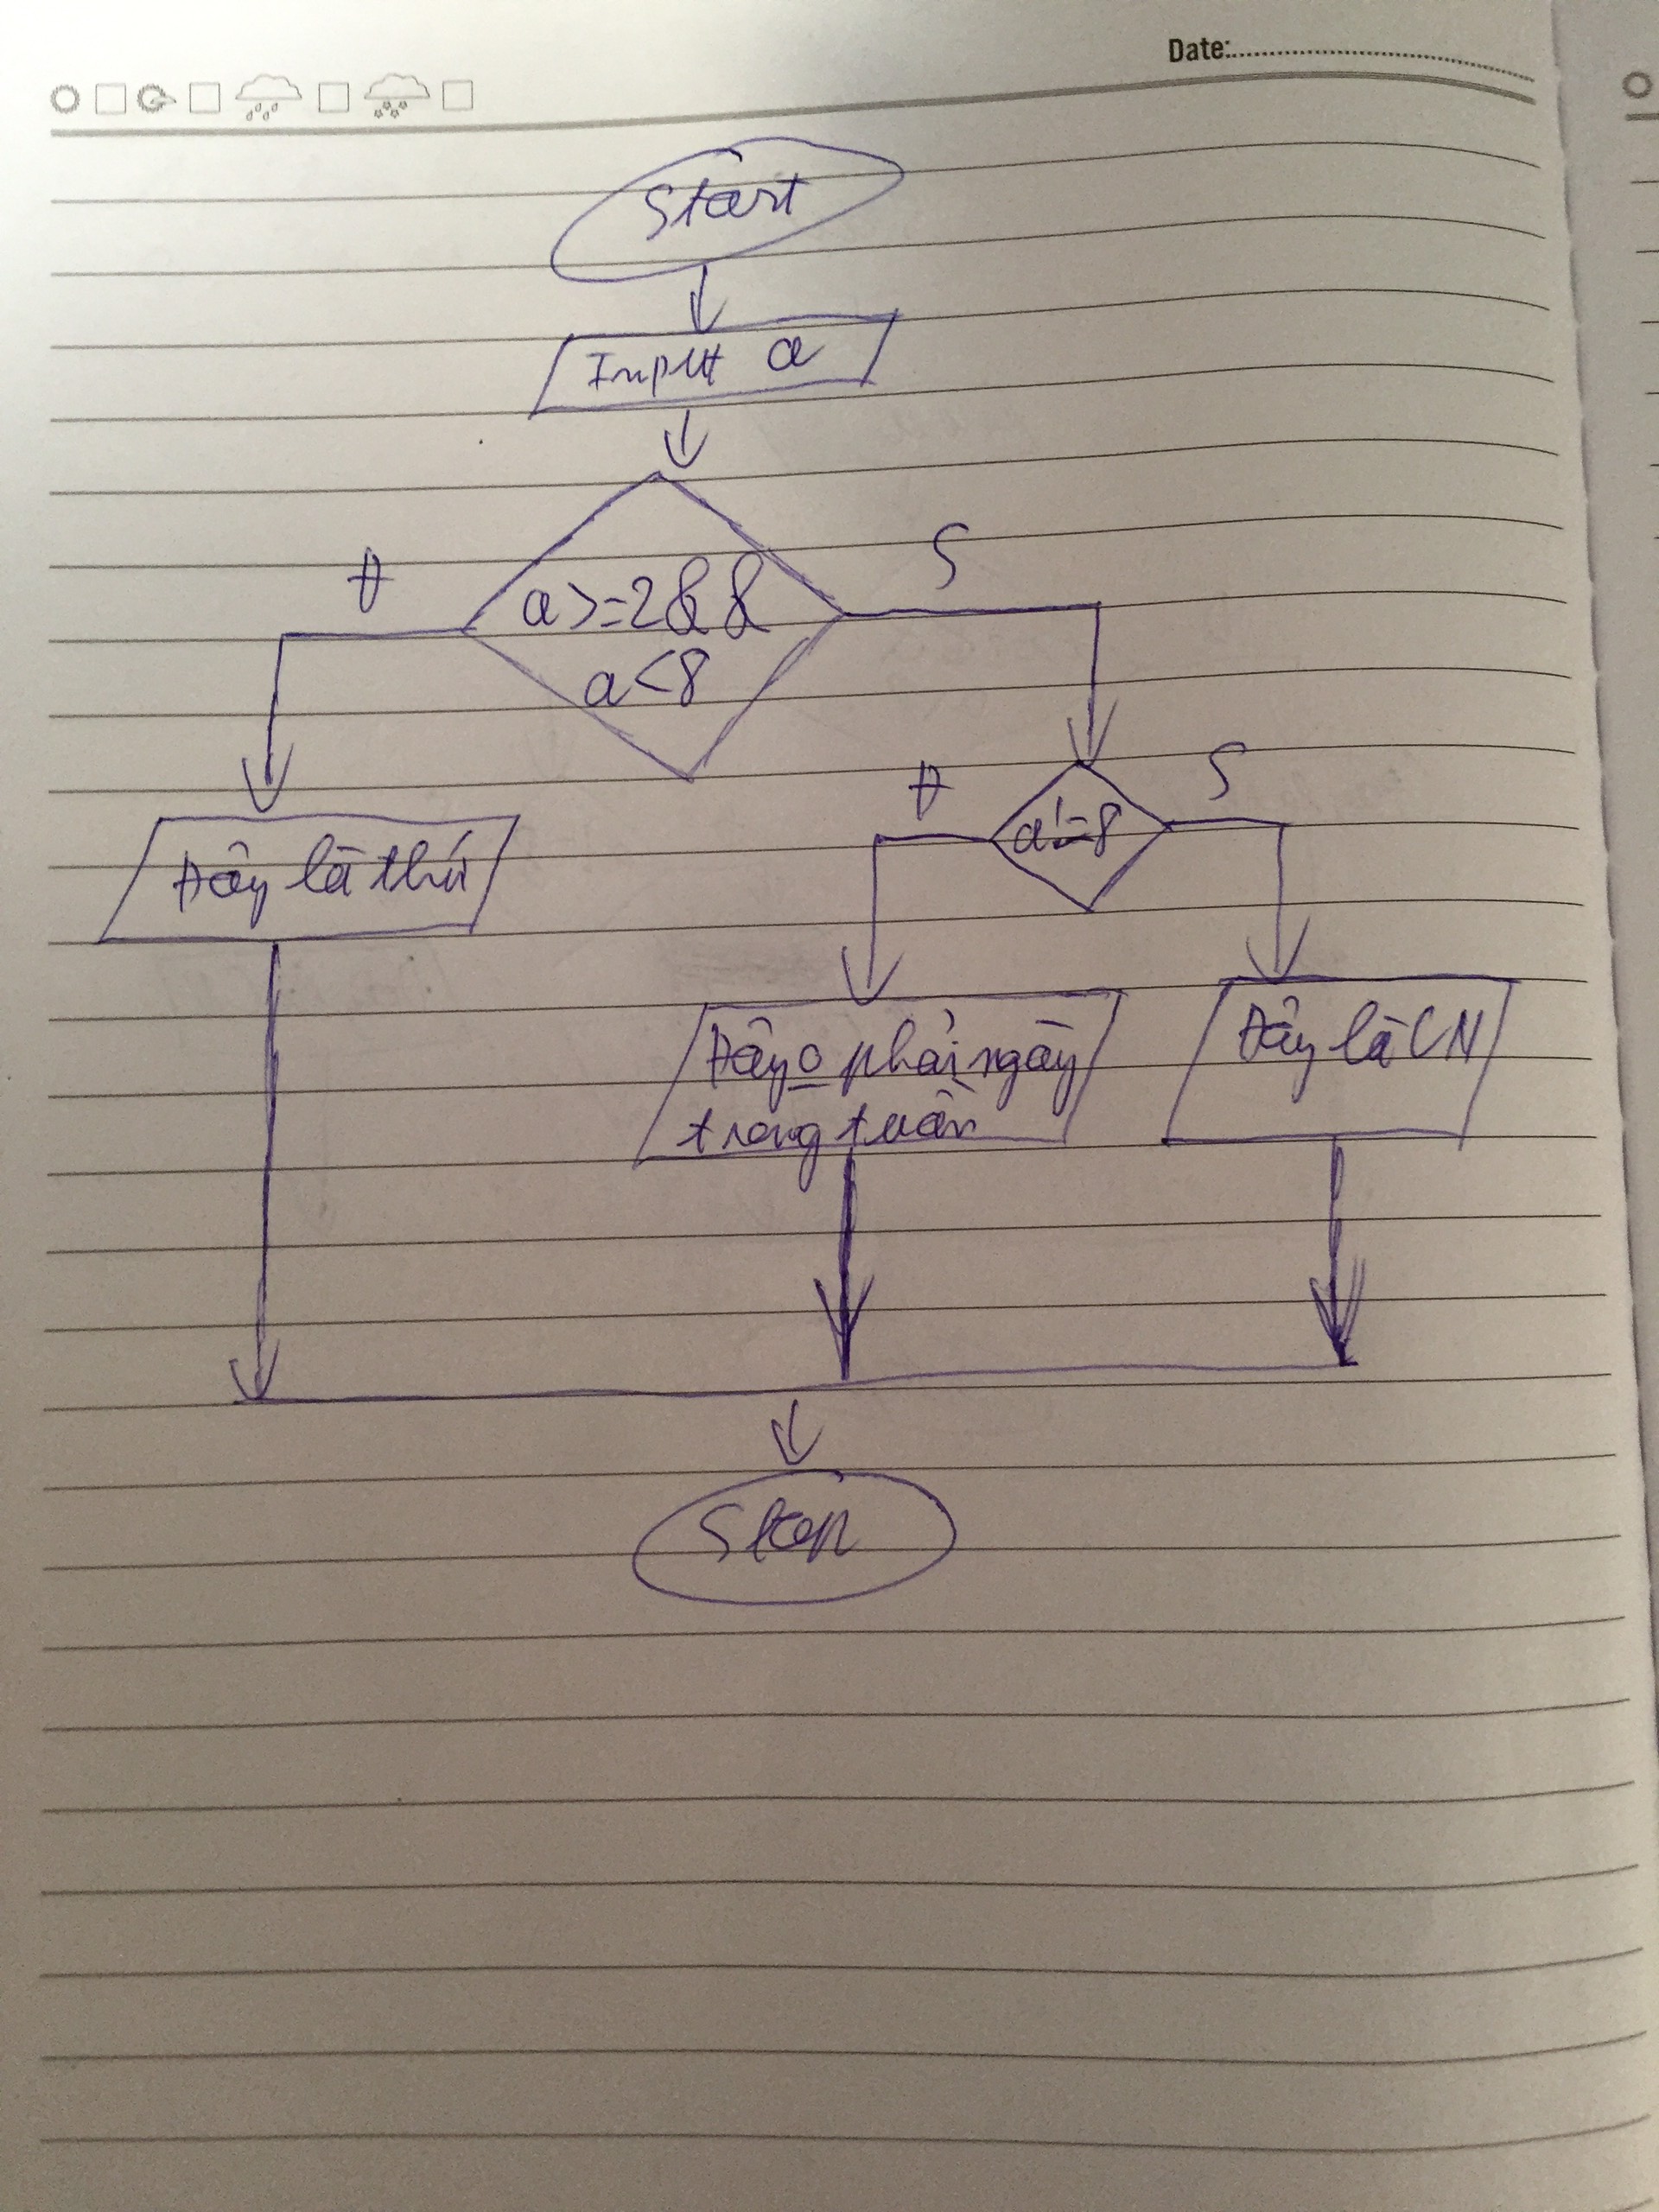 Date:
Start
Input a
Đ
S
a>=2&&
a<8
Đ
S
a!=8
Đây là thứ
Đây o phải ngày
trong tuần
Đây là CN
Stop